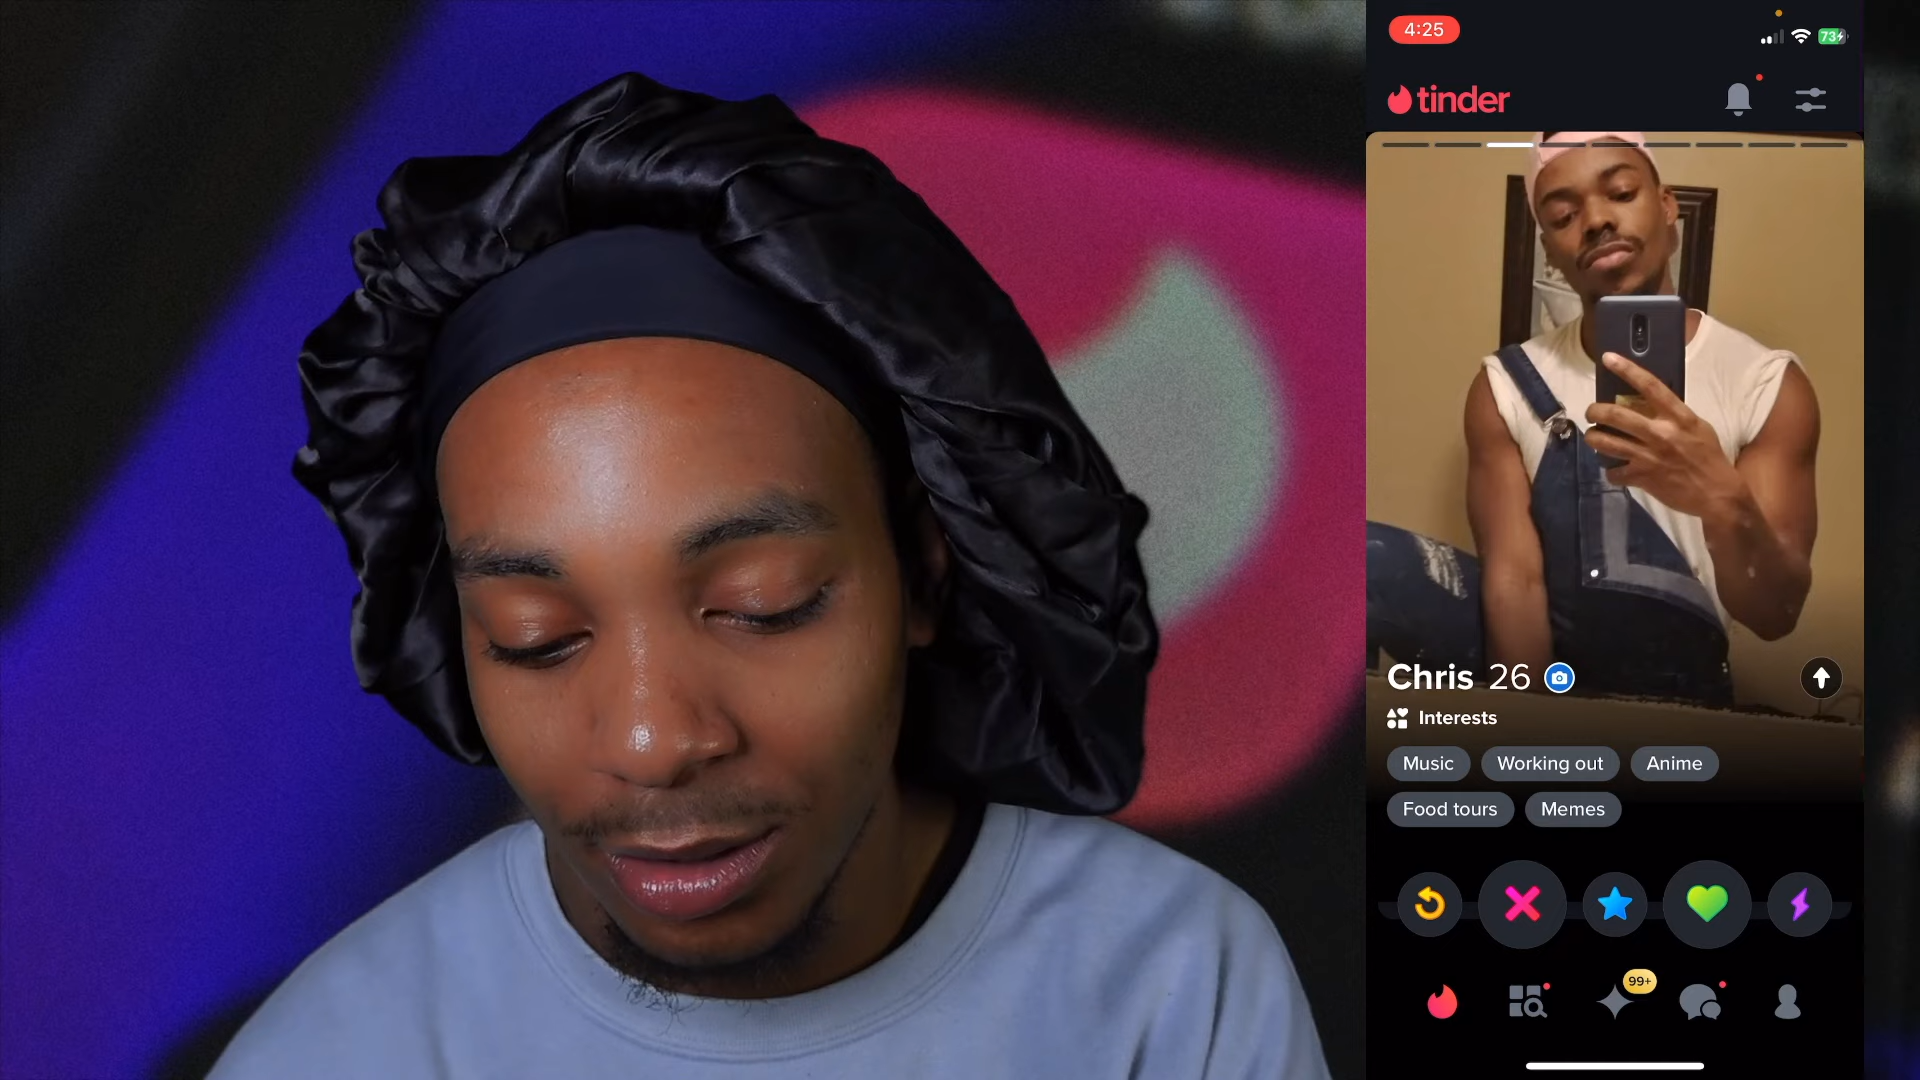 4:25
73
tinder
Chris 26
Interests
Music Working out Anime
Food tours Memes
99+